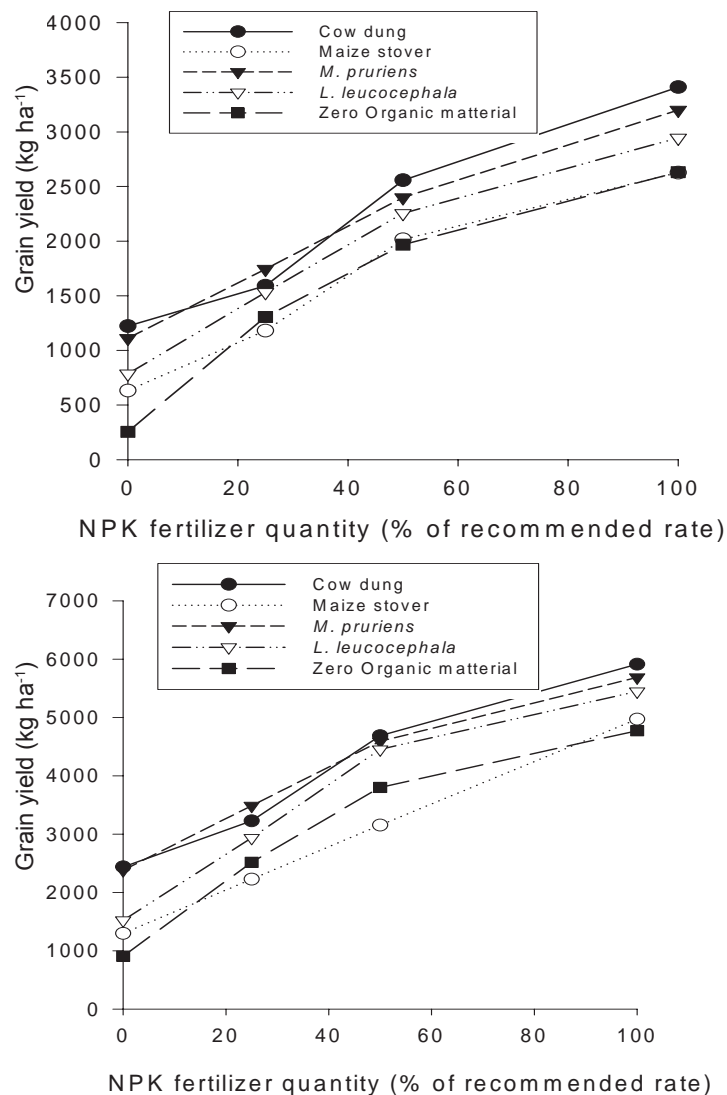 4000
3500
3000
2500
2000
1500
1000
500
0
Grain yield (kg ha-1)
Cow dung
Maize stover
M. pruriens
L. leucocephala
Zero Organic matterial
0 20 40 60 80 100
NPK fertilizer quantity (% of recommended rate)
7000
6000
5000
4000
3000
2000
1000
0
Grain yield (kg ha-1)
Cow dung
Maize stover
M. pruriens
L. leucocephala
Zero Organic matterial
0 20 40 60 80 100
NPK fertilizer quantity (% of recommended rate)